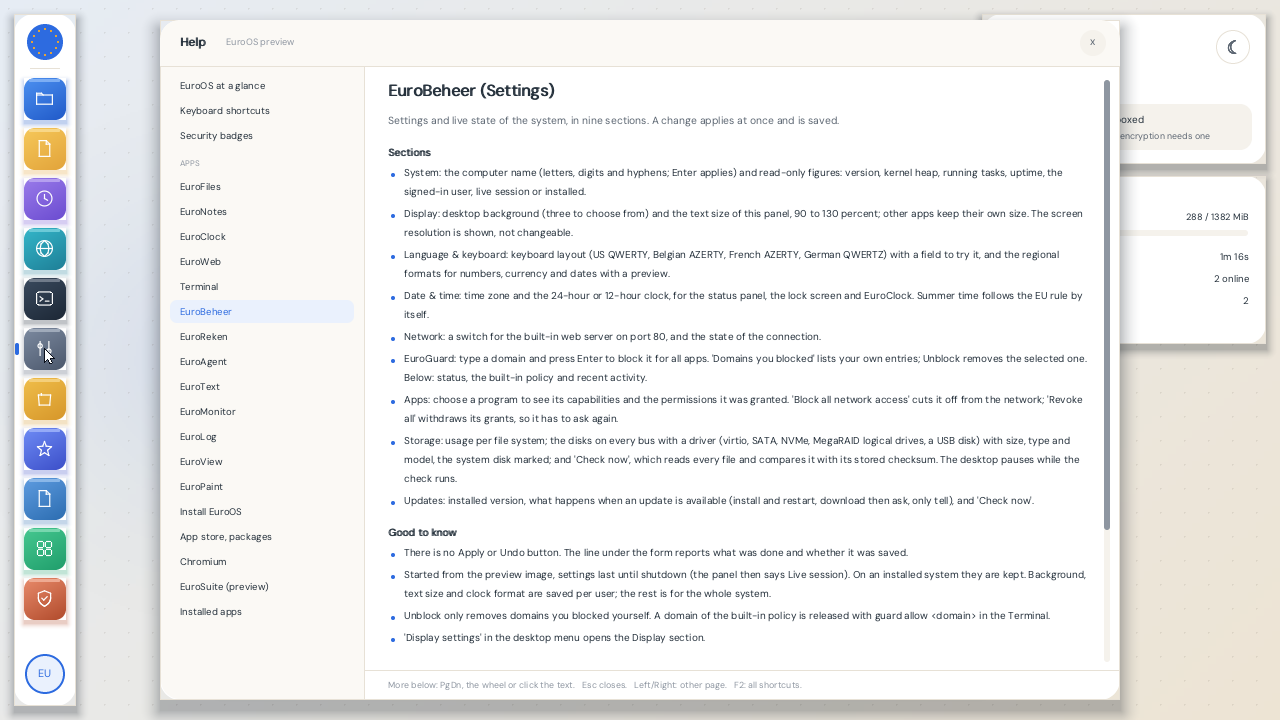 Help
EuroOS preview
X
EuroOS at a glance
Keyboard shortcuts
Security badges
APPS
EuroFiles
EuroNotes
EuroClock
EuroWeb
Terminal
EuroBeheer
EuroReken
EuroAgent
EuroText
EuroMonitor
EuroLog
EuroView
EuroPaint
Install EuroOS
App store, packages
Chromium
EuroSuite (preview)
Installed apps
EU
EuroBeheer (Settings)
Settings and live state of the system, in nine sections. A change applies at once and is saved.
Sections
System: the computer name (letters, digits and hyphens; Enter applies) and read-only figures: version, kernel heap, running tasks, uptime, the
signed-in user, live session or installed.
Display: desktop background (three to choose from) and the text size of this panel, 90 to 130 percent; other apps keep their own size. The screen
resolution is shown, not changeable.
Language & keyboard: keyboard layout (US QWERTY, Belgian AZERTY, French AZERTY, German QWERTZ) with a field to try it, and the regional
formats for numbers, currency and dates with a preview.
Date & time: time zone and the 24-hour or 12-hour clock, for the status panel, the lock screen and EuroClock. Summer time follows the EU rule by
itself.
Network: a switch for the built-in web server on port 80, and the state of the connection.
EuroGuard: type a domain and press Enter to block it for all apps. 'Domains you blocked' lists your own entries; Unblock removes the selected one.
Below: status, the built-in policy and recent activity.
Apps: choose a program to see its capabilities and the permissions it was granted. 'Block all network access' cuts it off from the network; 'Revoke
all' withdraws its grants, so it has to ask again.
Storage: usage per file system; the disks on every bus with a driver (virtio, SATA, NVMe, MegaRAID logical drives, a USB disk) with size, type and
model, the system disk marked; and 'Check now', which reads every file and compares it with its stored checksum. The desktop pauses while the
check runs.
Updates: installed version, what happens when an update is available (install and restart, download then ask, only tell), and 'Check now'.
Good to know
There is no Apply or Undo button. The line under the form reports what was done and whether it was saved.
Started from the preview image, settings last until shutdown (the panel then says Live session). On an installed system they are kept. Background,
text size and clock format are saved per user; the rest is for the whole system.
Unblock only removes domains you blocked yourself. A domain of the built-in policy is released with guard allow <domain> in the Terminal.
'Display settings' in the desktop menu opens the Display section.
More below: PgDn, the wheel or click the text. Esc closes. Left/Right: other page. F2: all shortcuts.
oxed
encryption needs one
288 / 1382 MiB
1m 16s
2 online
2